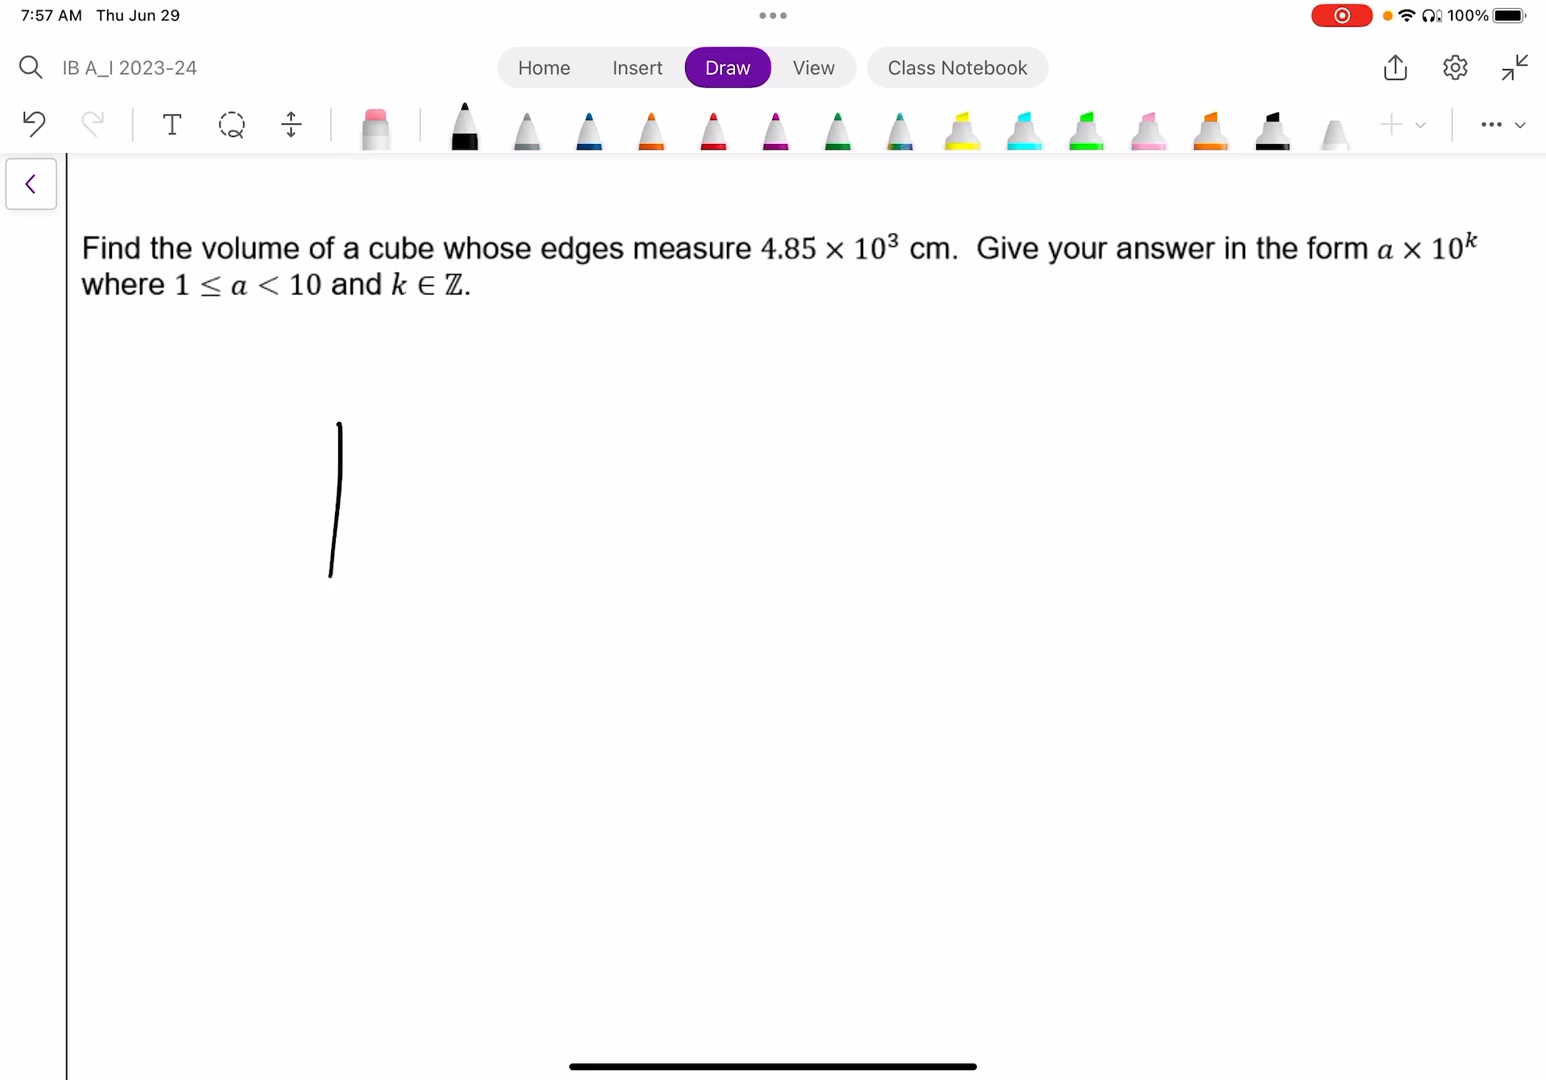 7:57 AM Thu Jun 29
100%
IB A_I 2023-24
Home Insert Draw View Class Notebook
T
Find the volume of a cube whose edges measure 4.85 × 10³ cm. Give your answer in the form a × 10ᵏ
where 1 ≤ a < 10 and k ∈ ℤ.